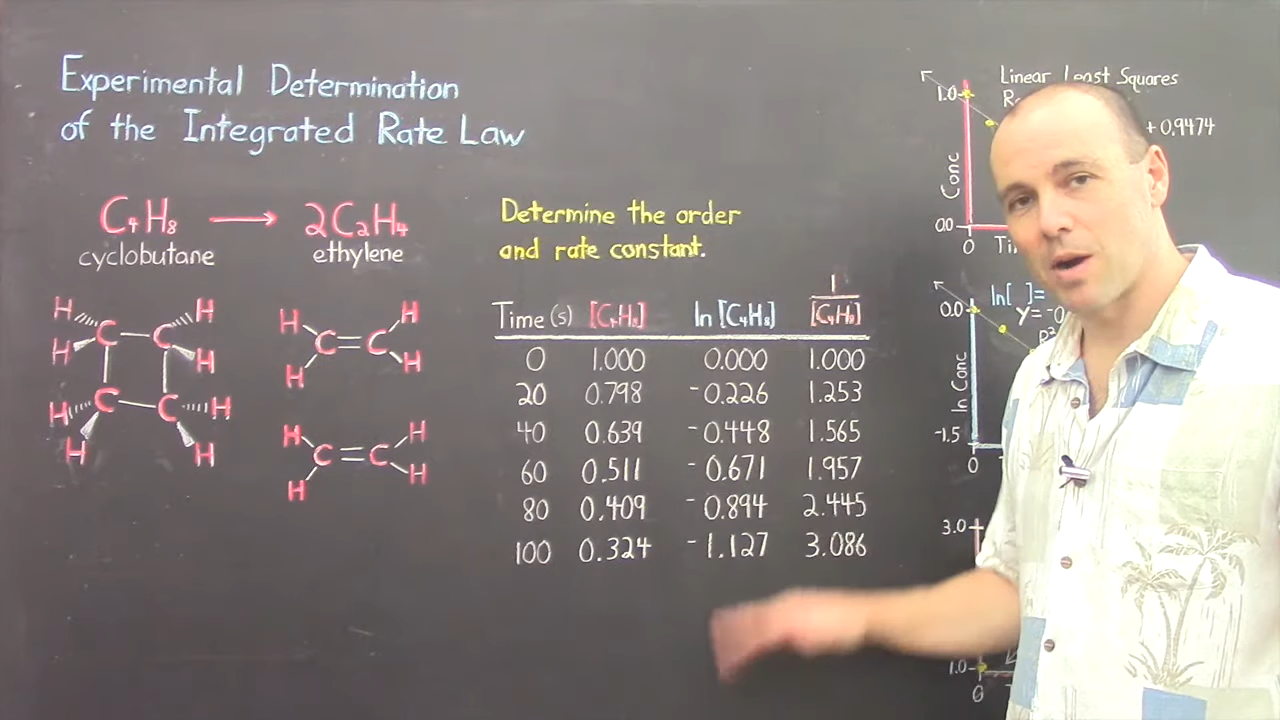 Experimental Determination
of the Integrated Rate Law
C₄H₈ → 2C₂H₄
cyclobutane ethylene
H H H H
H C C H C = C
H C C H H H
H H H H
C = C
H H
Determine the order
and rate constant.
Time (s) [C₄H₈] ln [C₄H₈] 1/[C₄H₈]
0 1.000 0.000 1.000
20 0.798 -0.226 1.253
40 0.639 -0.448 1.565
60 0.511 -0.671 1.957
80 0.409 -0.894 2.445
100 0.324 -1.127 3.086
Linear Least Squares
1.0
+ 0.9474
Conc
0.0
0
ln[ ]=
0.0
y= -0
R²
ln Conc
-1.5
0
3.0
1.0
0